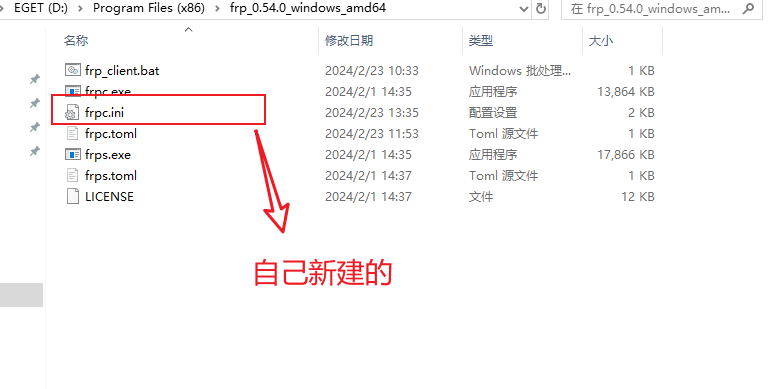 EGET (D:) › Program Files (x86) › frp_0.54.0_windows_amd64
在 frp_0.54.0_windows_am...
名称 修改日期 类型 大小
frp_client.bat 2024/2/23 10:33 Windows 批处理... 1 KB
frpc.exe 2024/2/1 14:35 应用程序 13,864 KB
frpc.ini 2024/2/23 13:35 配置设置 2 KB
frpc.toml 2024/2/23 11:53 Toml 源文件 1 KB
frps.exe 2024/2/1 14:35 应用程序 17,866 KB
frps.toml 2024/2/1 14:37 Toml 源文件 1 KB
LICENSE 2024/2/1 14:37 文件 12 KB
自己新建的